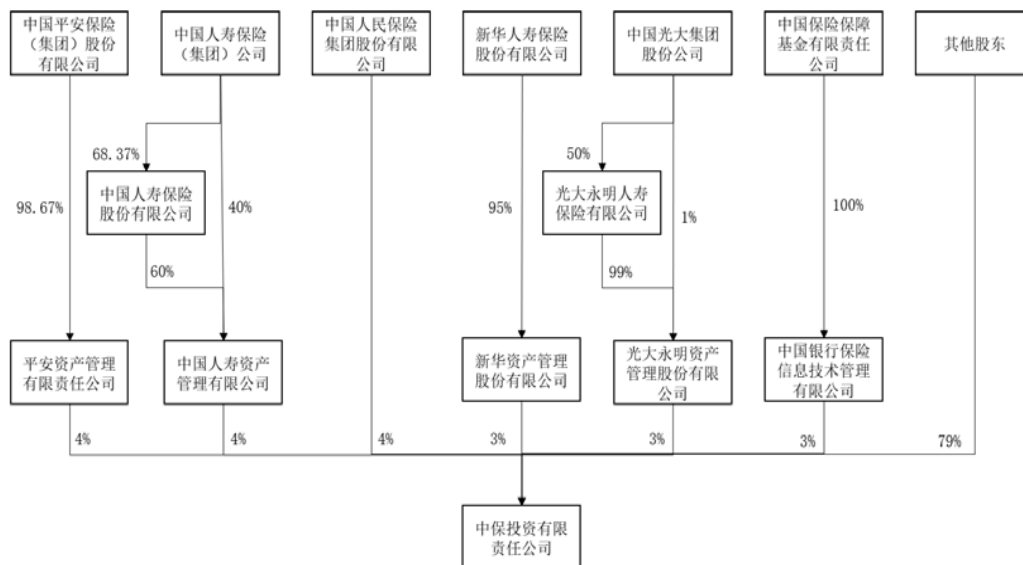 中国平安保险
（集团）股份
有限公司
中国人寿保险
（集团）公司
中国人民保险
集团股份有限
公司
新华人寿保险
股份有限公司
中国光大集团
股份公司
中国保险保障
基金有限责任
公司
其他股东
68.37%
50%
中国人寿保险
股份有限公司
光大永明人寿
保险有限公司
98.67%
40%
95%
1%
100%
60%
99%
平安资产管理
有限责任公司
中国人寿资产
管理有限公司
新华资产管理
股份有限公司
光大永明资产
管理股份有限
公司
中国银行保险
信息技术管理
有限公司
4%
4%
4%
3%
3%
3%
79%
中保投资有限
责任公司